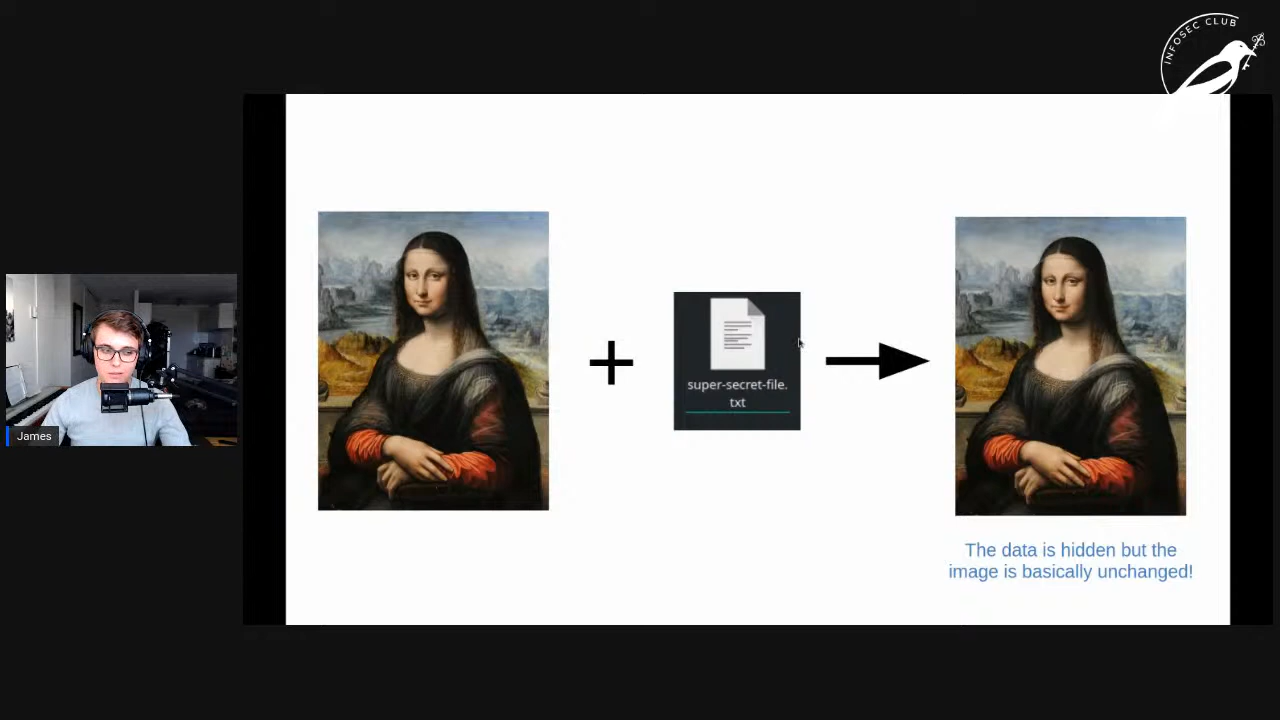 INFOSEC CLUB
super-secret-file.
txt
James
The data is hidden but the
image is basically unchanged!